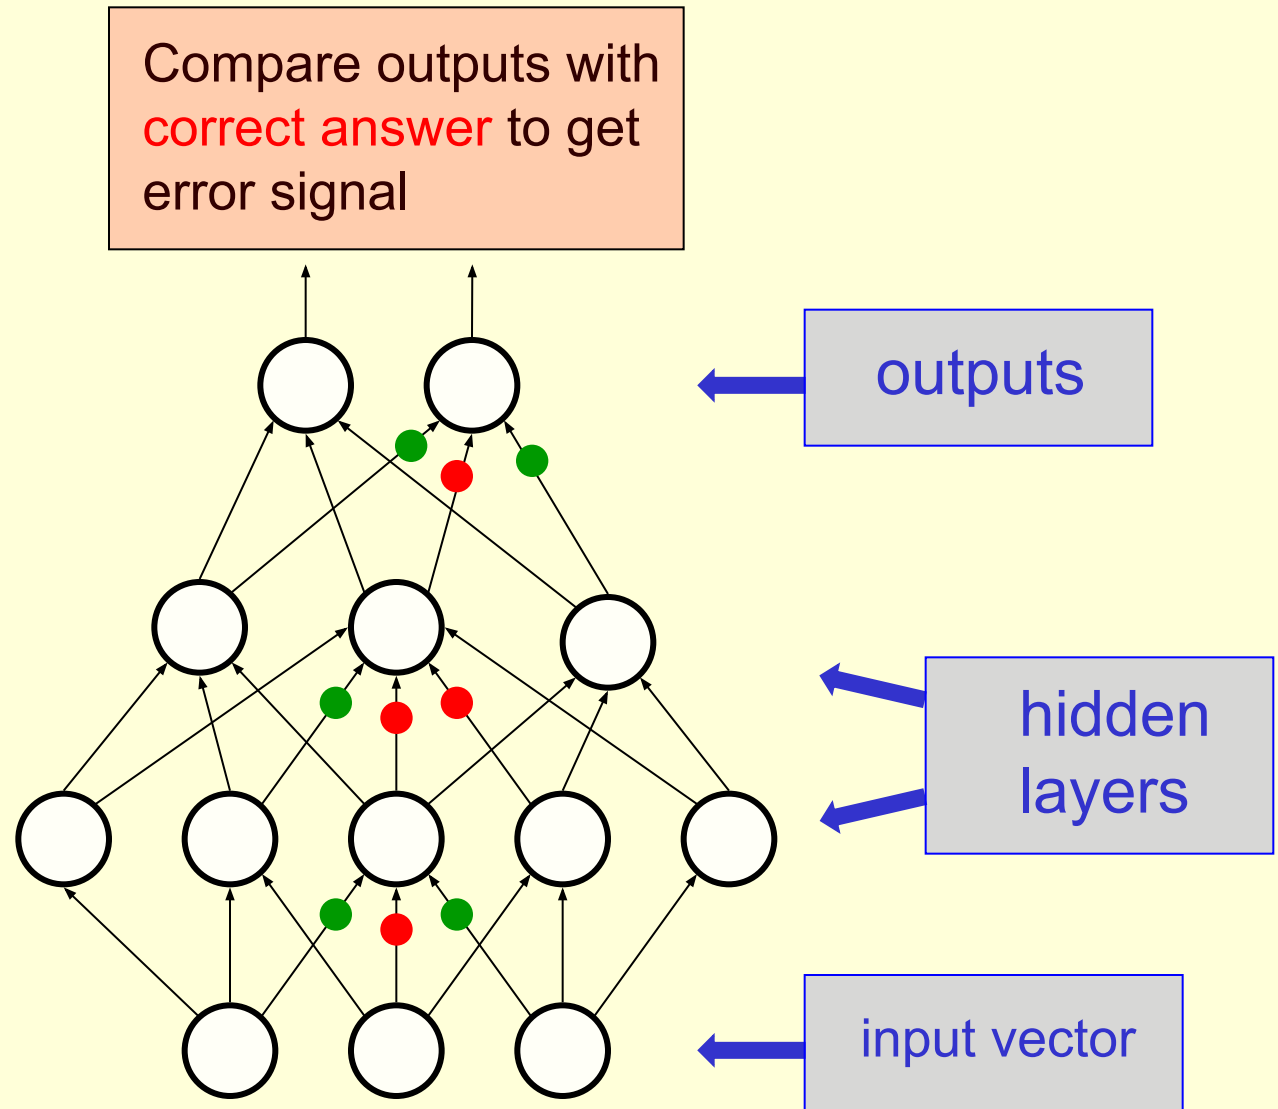 Compare outputs with
correct answer to get
error signal
outputs
hidden
layers
input vector